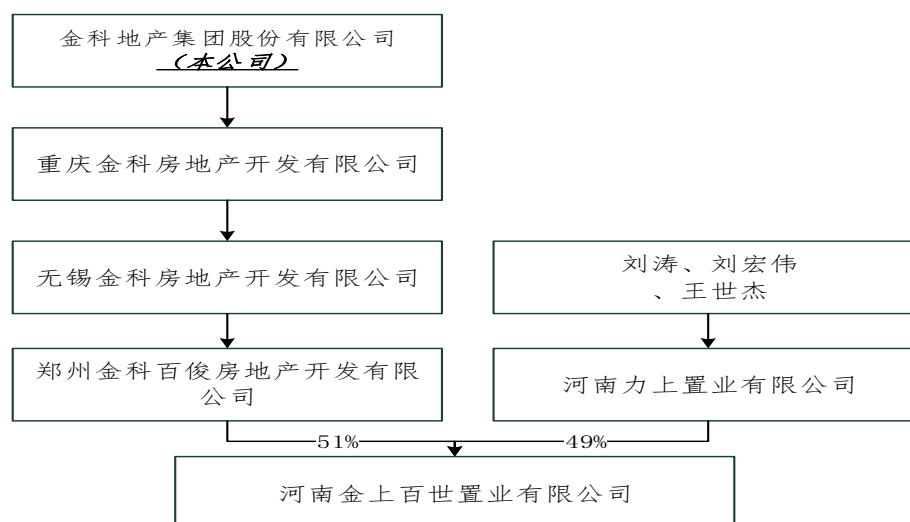 金科地产集团股份有限公司
（本公司）
重庆金科房地产开发有限公司
无锡金科房地产开发有限公司
刘涛、刘宏伟
、王世杰
郑州金科百俊房地产开发有限
公司
河南力上置业有限公司
51%
49%
河南金上百世置业有限公司